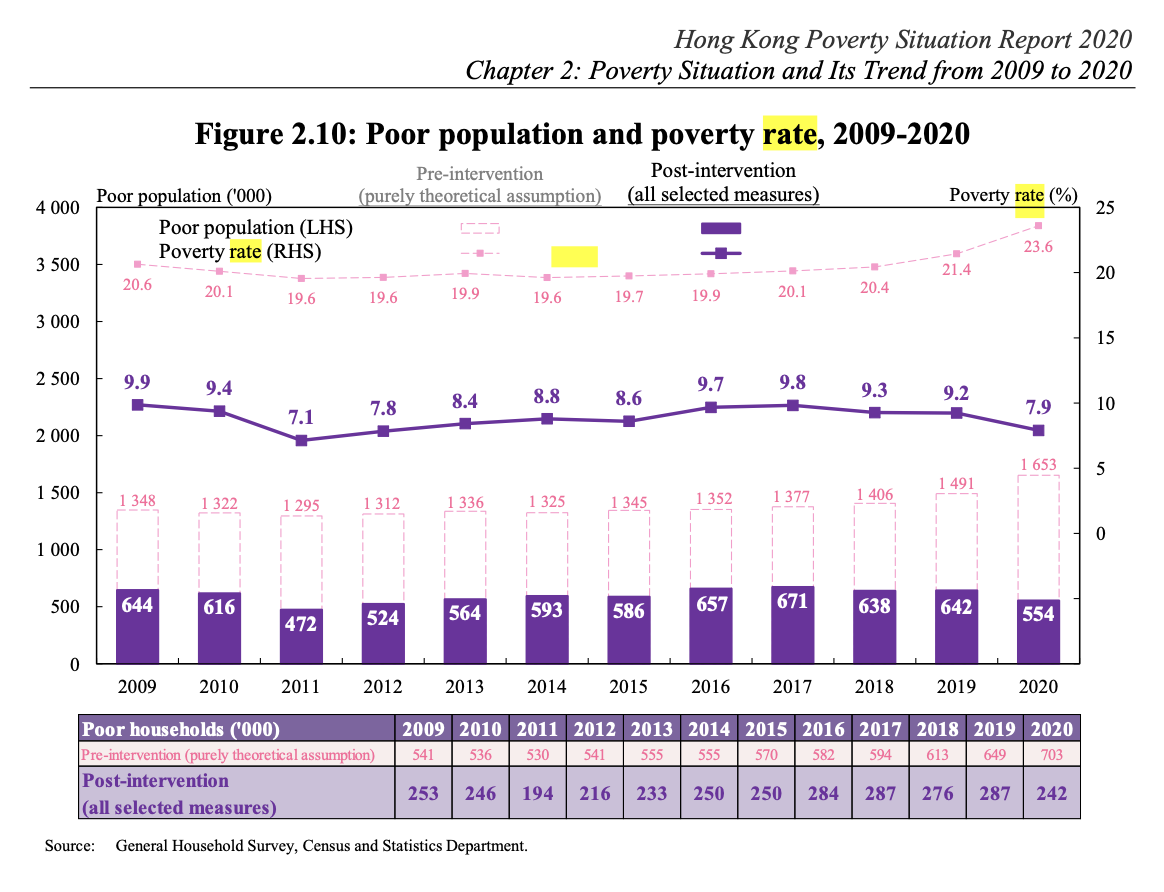 Hong Kong Poverty Situation Report 2020
Chapter 2: Poverty Situation and Its Trend from 2009 to 2020
Figure 2.10: Poor population and poverty rate, 2009-2020
Pre-intervention
(purely theoretical assumption)
Post-intervention
(all selected measures)
Poor population ('000)
Poverty rate (%)
Poor population (LHS)
Poverty rate (RHS)
4 000
3 500
3 000
2 500
2 000
1 500
1 000
500
0
25
20
15
10
5
0
20.6 20.1 19.6 19.6 19.9 19.6 19.7 19.9 20.1 20.4 21.4 23.6
9.9 9.4 7.1 7.8 8.4 8.8 8.6 9.7 9.8 9.3 9.2 7.9
1 348 1 322 1 295 1 312 1 336 1 325 1 345 1 352 1 377 1 406 1 491 1 653
644 616 472 524 564 593 586 657 671 638 642 554
2009 2010 2011 2012 2013 2014 2015 2016 2017 2018 2019 2020
Poor households ('000) 2009 2010 2011 2012 2013 2014 2015 2016 2017 2018 2019 2020
Pre-intervention (purely theoretical assumption) 541 536 530 541 555 555 570 582 594 613 649 703
Post-intervention
(all selected measures) 253 246 194 216 233 250 250 284 287 276 287 242
Source: General Household Survey, Census and Statistics Department.